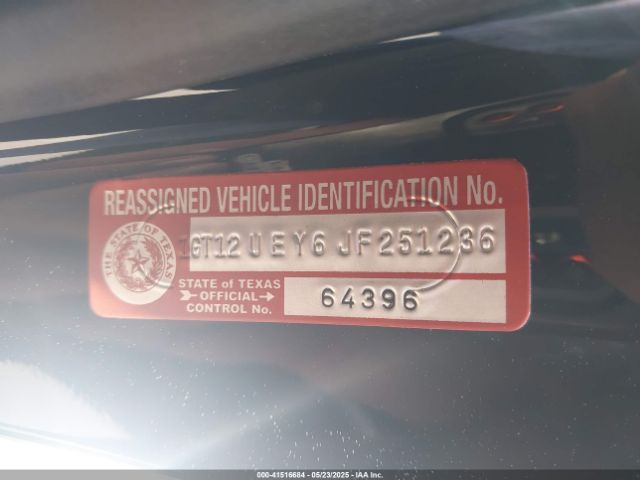 REASSIGNED VEHICLE IDENTIFICATION No.
THE STATE OF TEXAS
1GT12UEY6JF251236
STATE of TEXAS
OFFICIAL
CONTROL No.
64396
000-41516684 - 05/23/2025 - IAA Inc.